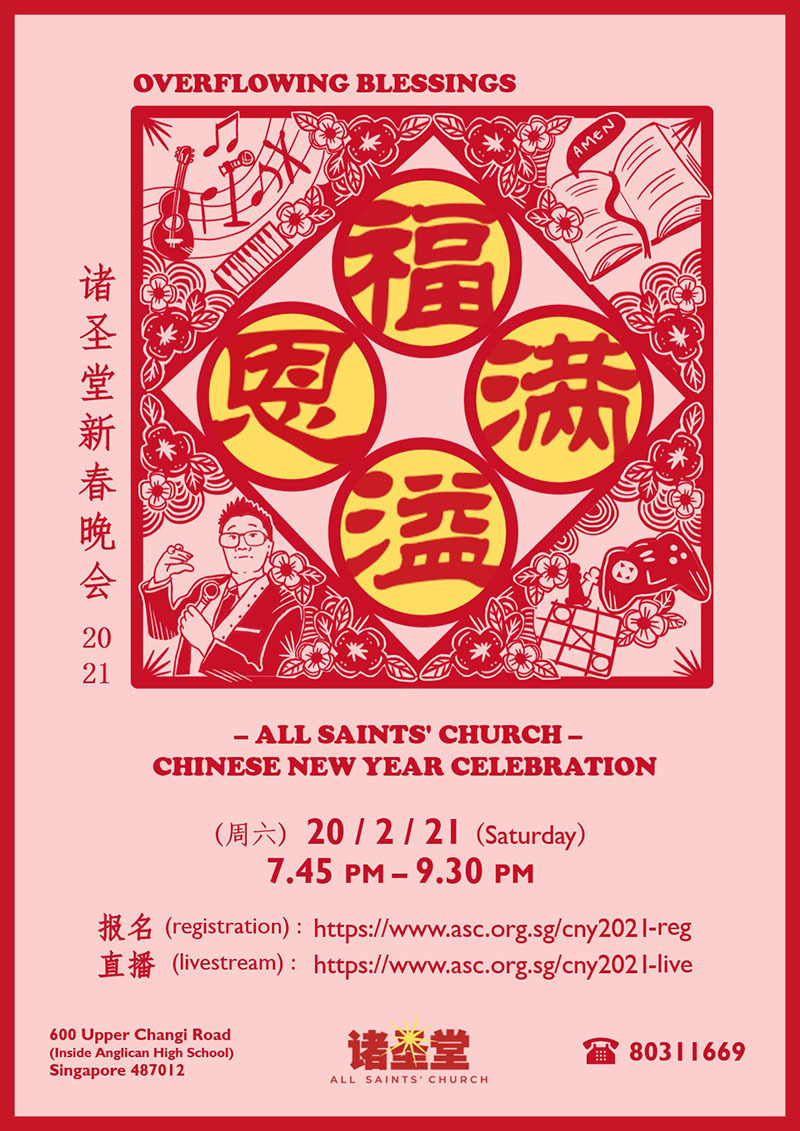 OVERFLOWING BLESSINGS
AMEN
福
恩
满
溢
诸圣堂新春晚会
20
21
– ALL SAINTS' CHURCH –
CHINESE NEW YEAR CELEBRATION
（周六） 20 / 2 / 21 (Saturday)
7.45 PM – 9.30 PM
报名 (registration) : https://www.asc.org.sg/cny2021-reg
直播 (livestream) : https://www.asc.org.sg/cny2021-live
600 Upper Changi Road
(Inside Anglican High School)
Singapore 487012
诸圣堂
ALL SAINTS' CHURCH
80311669